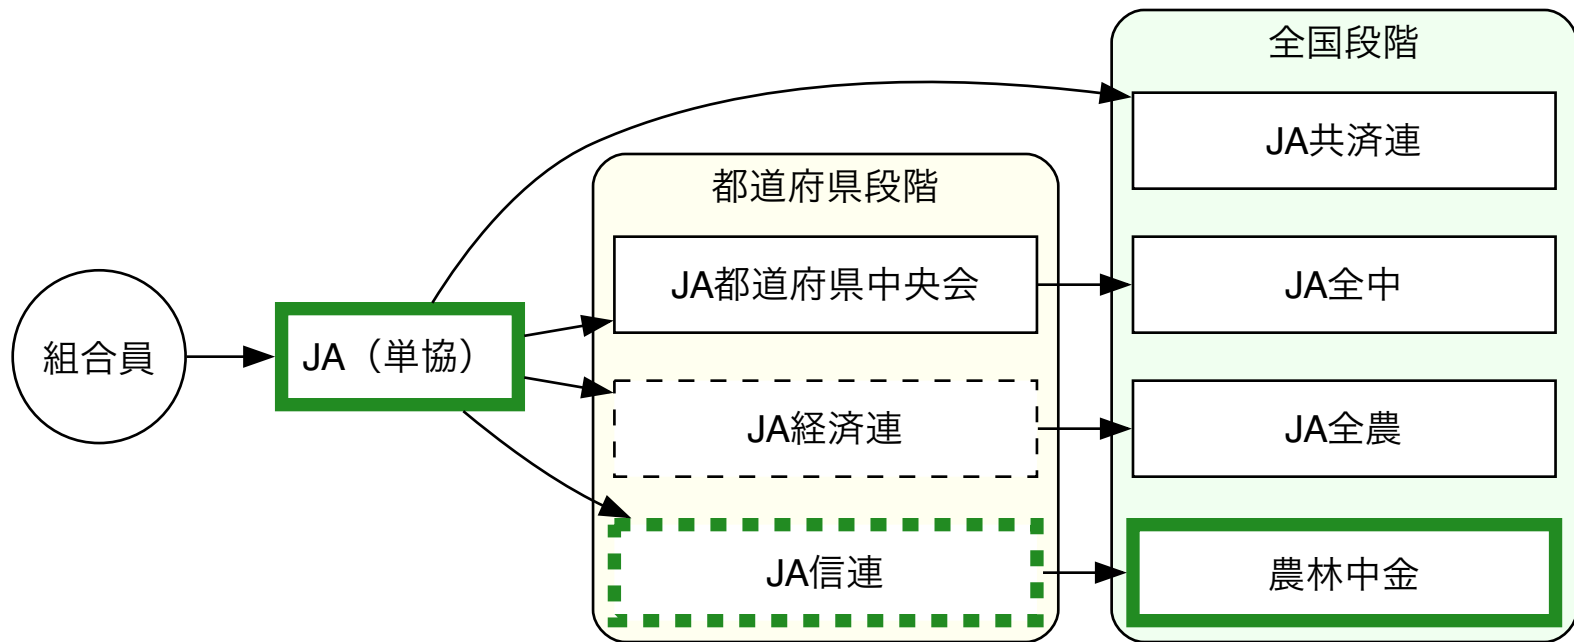 全国段階
JA共済連
都道府県段階
JA都道府県中央会
JA全中
組合員
JA（単協）
JA経済連
JA全農
JA信連
農林中金